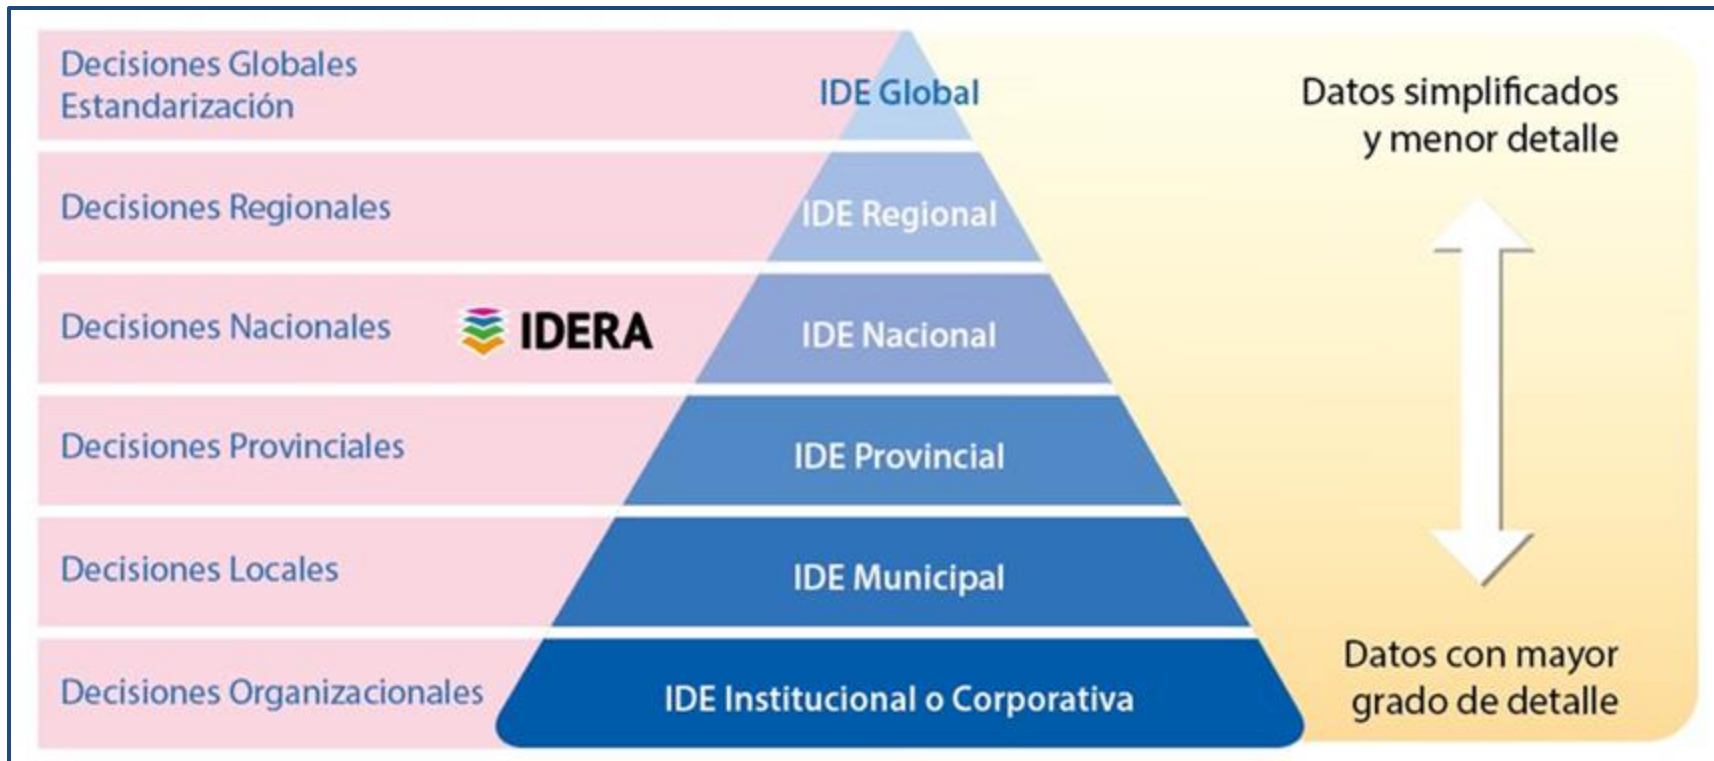 Decisiones Globales
Estandarización
IDE Global
Datos simplificados
y menor detalle
Decisiones Regionales
IDE Regional
Decisiones Nacionales
IDERA
IDE Nacional
Decisiones Provinciales
IDE Provincial
Decisiones Locales
IDE Municipal
Decisiones Organizacionales
IDE Institucional o Corporativa
Datos con mayor
grado de detalle